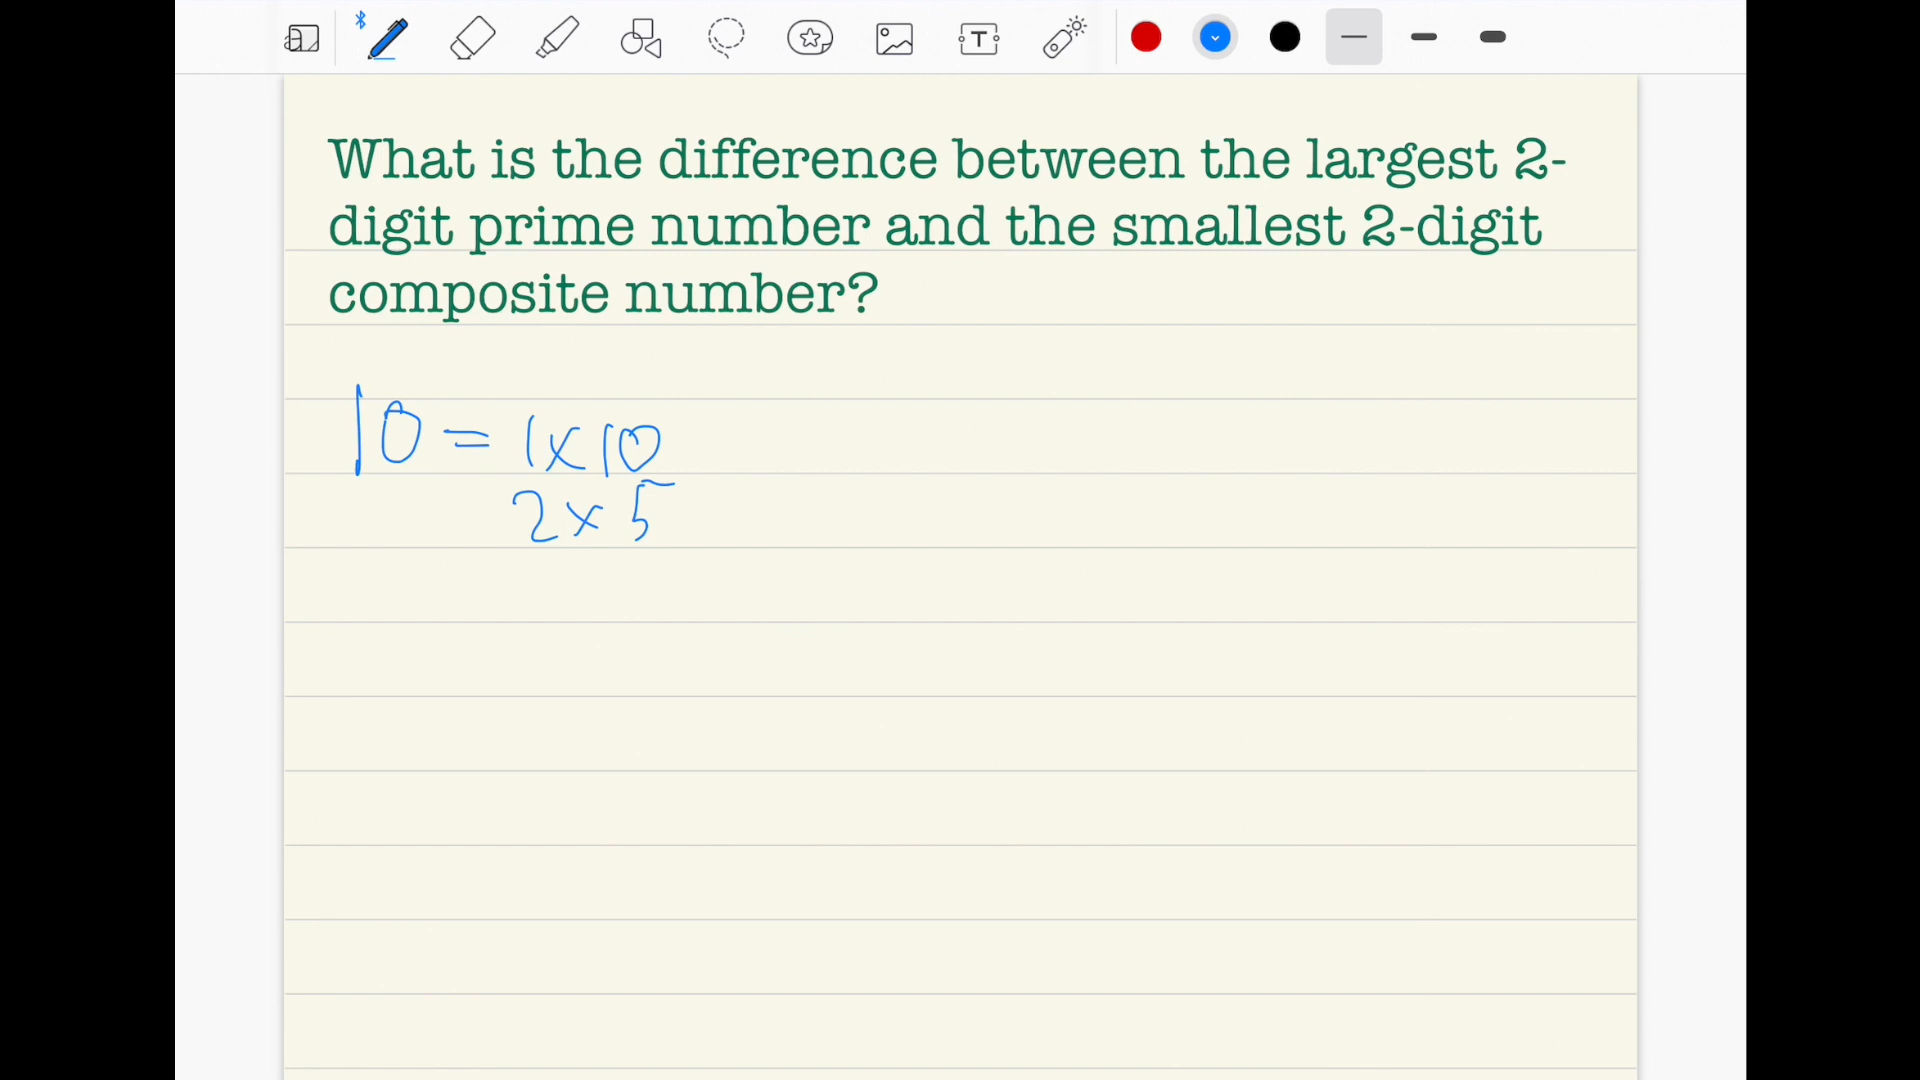 What is the difference between the largest 2-
digit prime number and the smallest 2-digit
composite number?
10 = 1x10
2x5